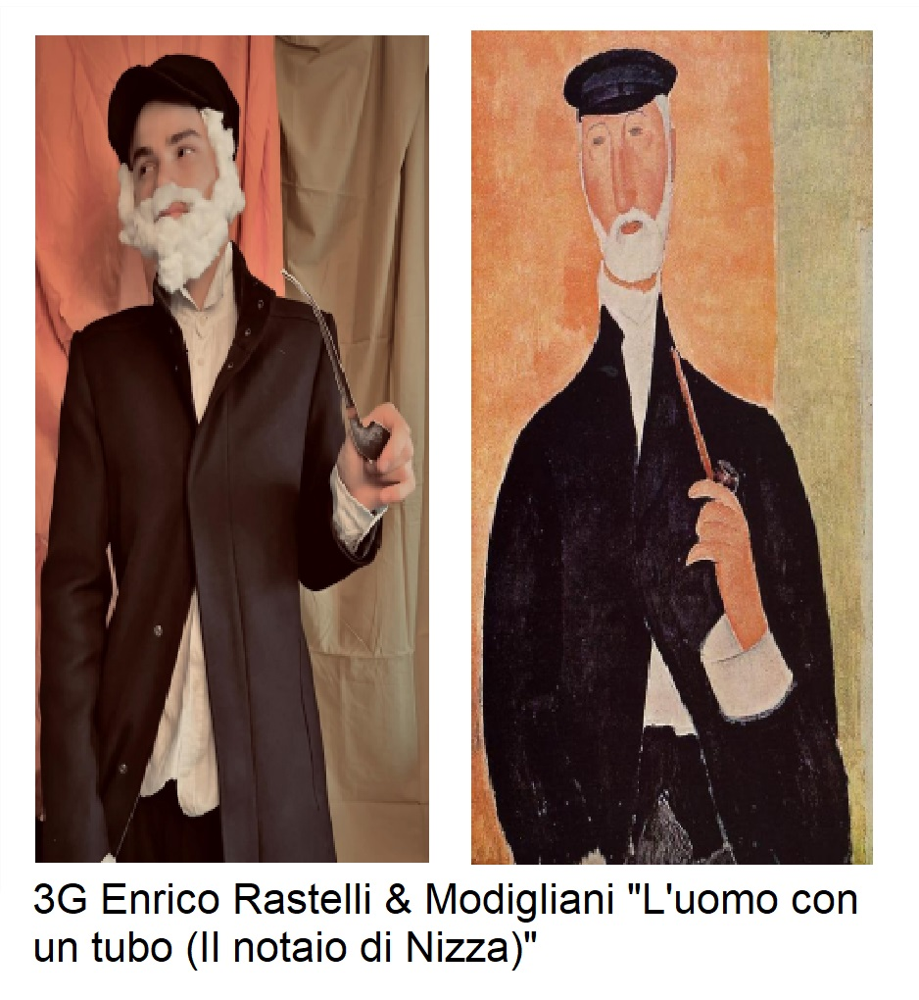 3G Enrico Rastelli & Modigliani "L'uomo con
un tubo (Il notaio di Nizza)"